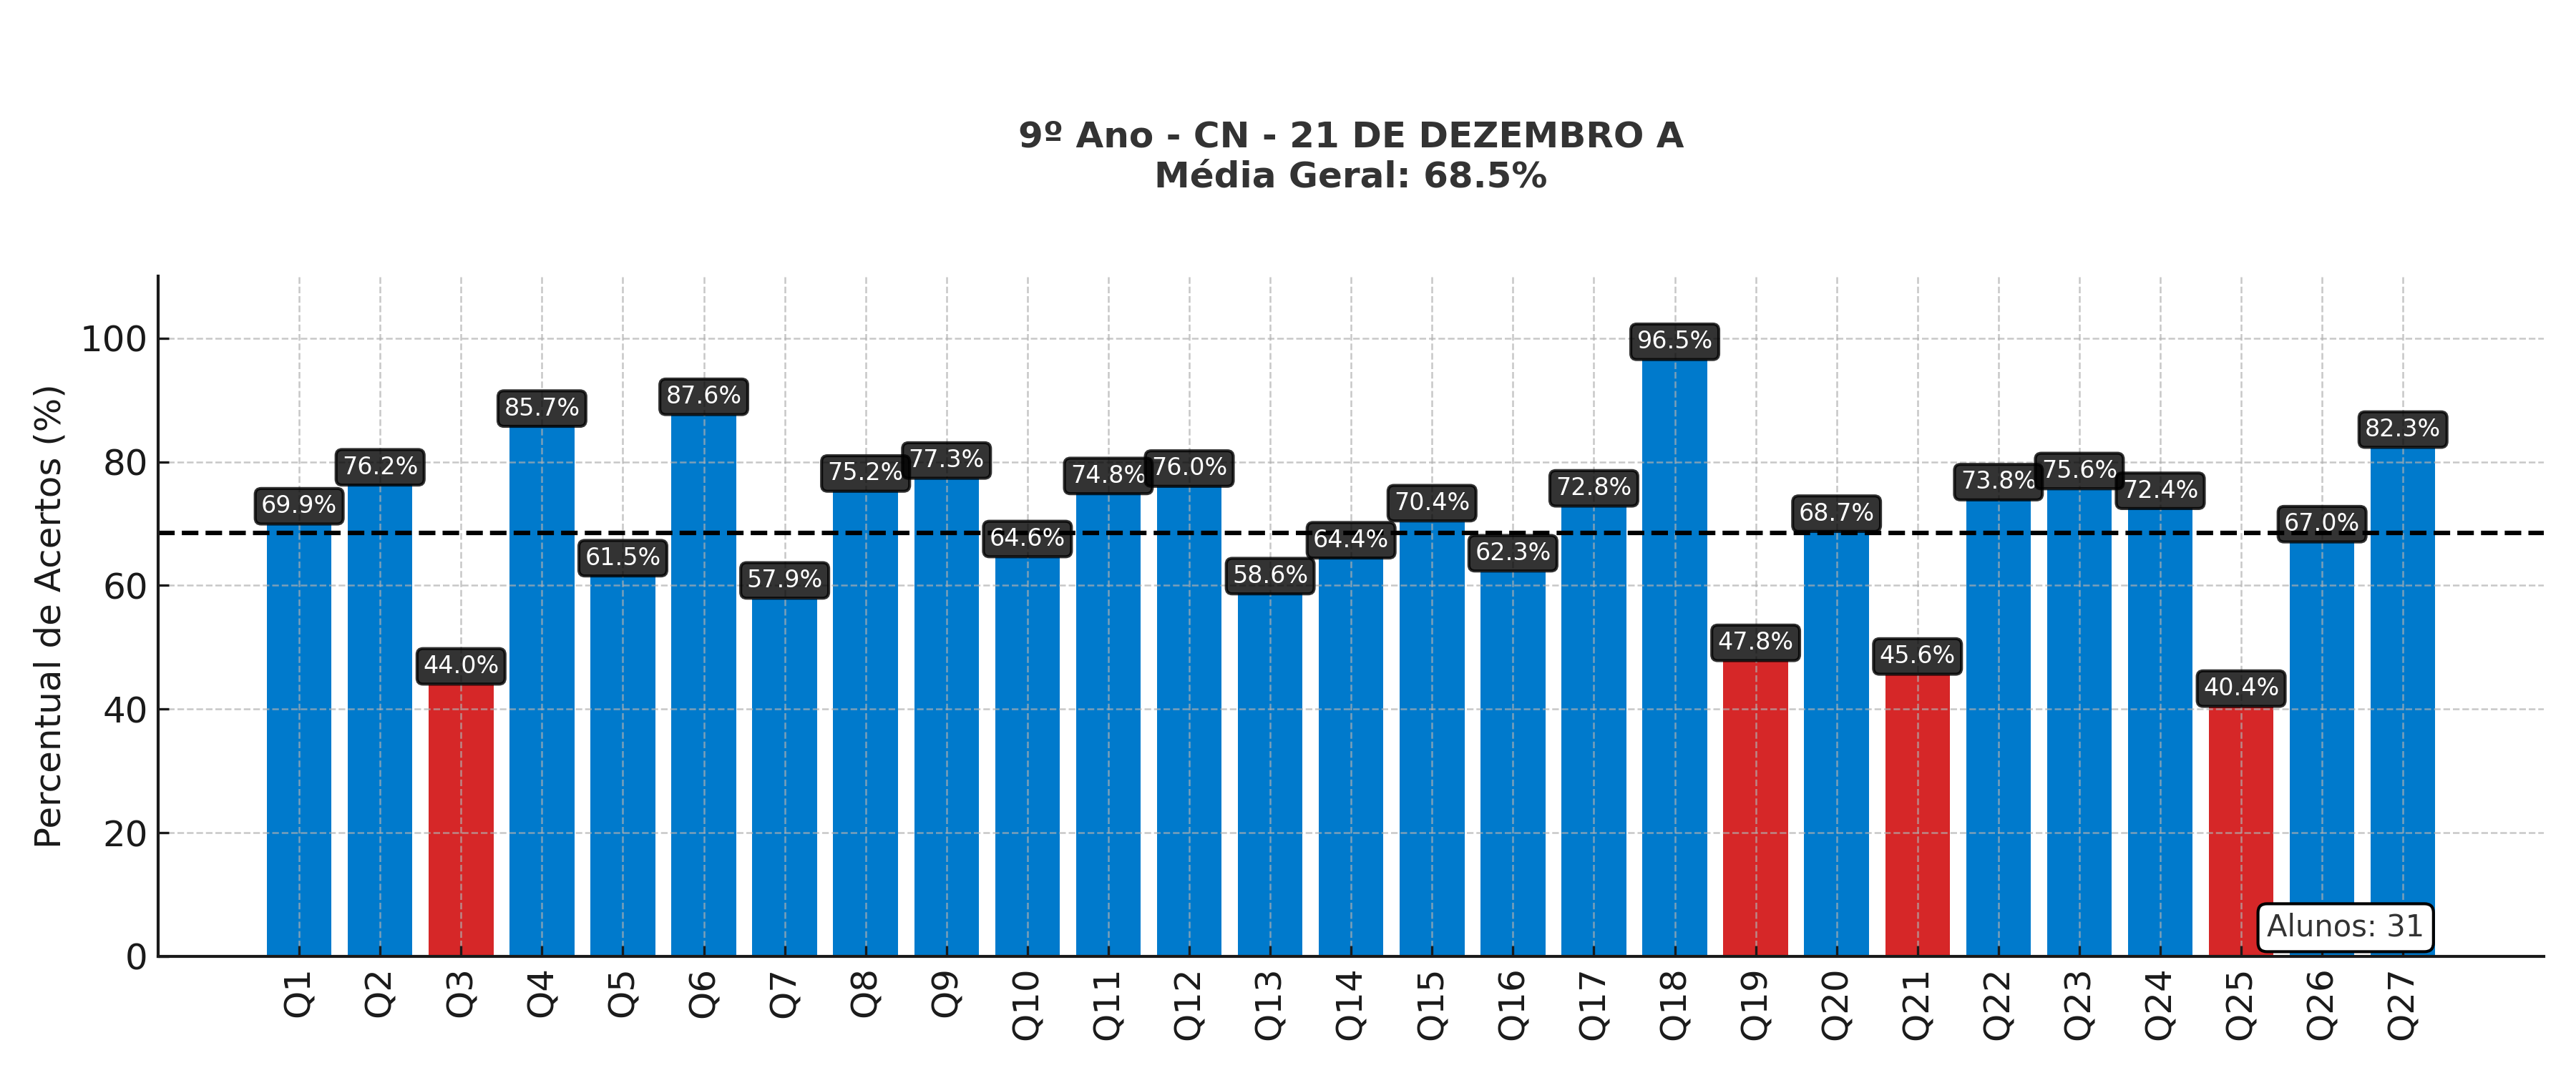 9º Ano - CN - 21 DE DEZEMBRO A
Média Geral: 68.5%
Percentual de Acertos (%)
100
80
60
40
20
0
69.9%
76.2%
44.0%
85.7%
61.5%
87.6%
57.9%
75.2%
77.3%
64.6%
74.8%
76.0%
58.6%
64.4%
70.4%
62.3%
72.8%
96.5%
47.8%
68.7%
45.6%
73.8%
75.6%
72.4%
40.4%
67.0%
82.3%
Alunos: 31
Q1
Q2
Q3
Q4
Q5
Q6
Q7
Q8
Q9
Q10
Q11
Q12
Q13
Q14
Q15
Q16
Q17
Q18
Q19
Q20
Q21
Q22
Q23
Q24
Q25
Q26
Q27